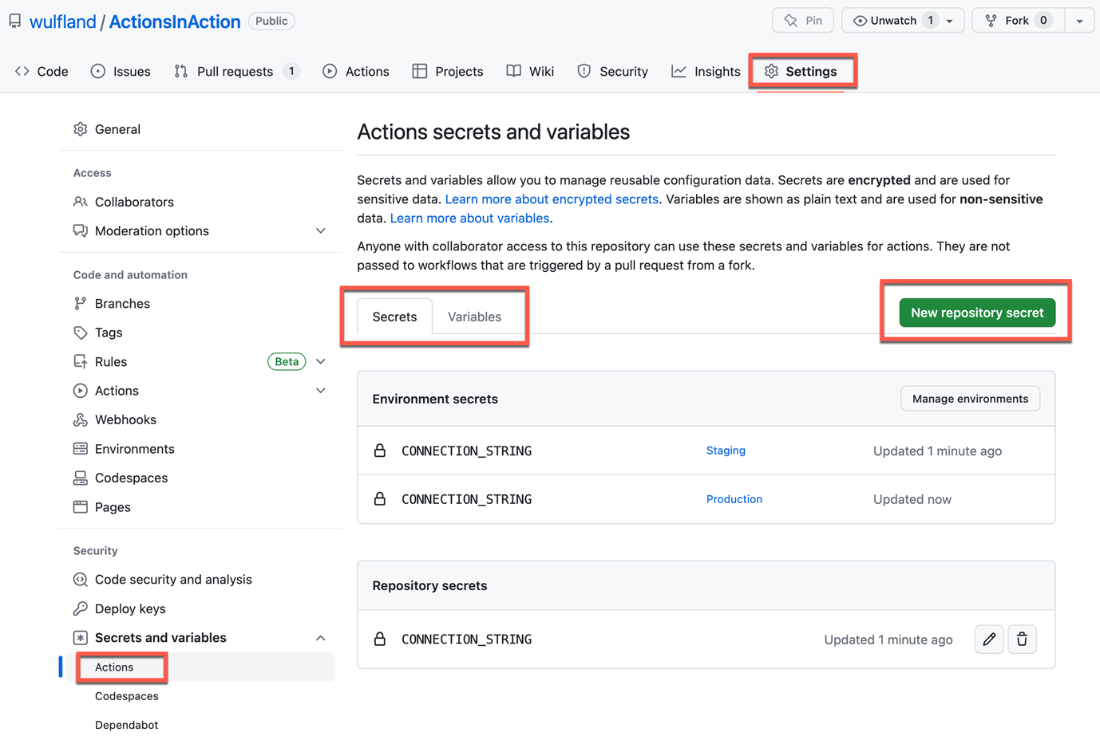 wulfland / ActionsInAction Public Pin Unwatch 1 Fork 0
Code Issues Pull requests 1 Actions Projects Wiki Security Insights Settings
General
Access
Collaborators
Moderation options
Code and automation
Branches
Tags
Rules Beta
Actions
Webhooks
Environments
Codespaces
Pages
Security
Code security and analysis
Deploy keys
Secrets and variables
Actions
Codespaces
Dependabot
Actions secrets and variables
Secrets and variables allow you to manage reusable configuration data. Secrets are encrypted and are used for
sensitive data. Learn more about encrypted secrets. Variables are shown as plain text and are used for non-sensitive
data. Learn more about variables.
Anyone with collaborator access to this repository can use these secrets and variables for actions. They are not
passed to workflows that are triggered by a pull request from a fork.
Secrets Variables New repository secret
Environment secrets Manage environments
CONNECTION_STRING Staging Updated 1 minute ago
CONNECTION_STRING Production Updated now
Repository secrets
CONNECTION_STRING Updated 1 minute ago